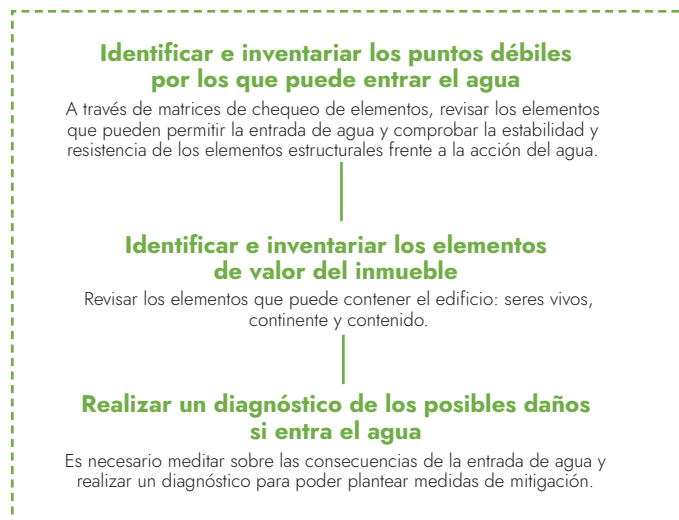 Identificar e inventariar los puntos débiles
por los que puede entrar el agua
A través de matrices de chequeo de elementos, revisar los elementos
que pueden permitir la entrada de agua y comprobar la estabilidad y
resistencia de los elementos estructurales frente a la acción del agua.
Identificar e inventariar los elementos
de valor del inmueble
Revisar los elementos que puede contener el edificio: seres vivos,
continente y contenido.
Realizar un diagnóstico de los posibles daños
si entra el agua
Es necesario meditar sobre las consecuencias de la entrada de agua y
realizar un diagnóstico para poder plantear medidas de mitigación.